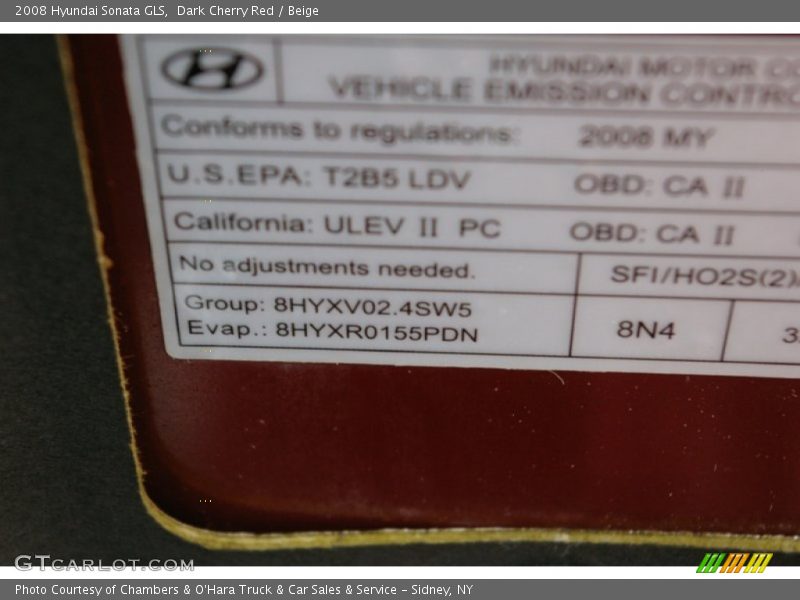 2008 Hyundai Sonata GLS, Dark Cherry Red / Beige
HYUNDAI MOTOR
VEHICLE EMISSION
Conforms to regulations: 2008 MY
U.S.EPA: T2B5 LDV OBD: CA II
California: ULEV II PC OBD: CA II
No adjustments needed. SFI/HO2S(2)
Group: 8HYXV02.4SW5
Evap.: 8HYXR0155PDN
8N4
GTCARLOT.COM
Photo Courtesy of Chambers & O'Hara Truck & Car Sales & Service - Sidney, NY